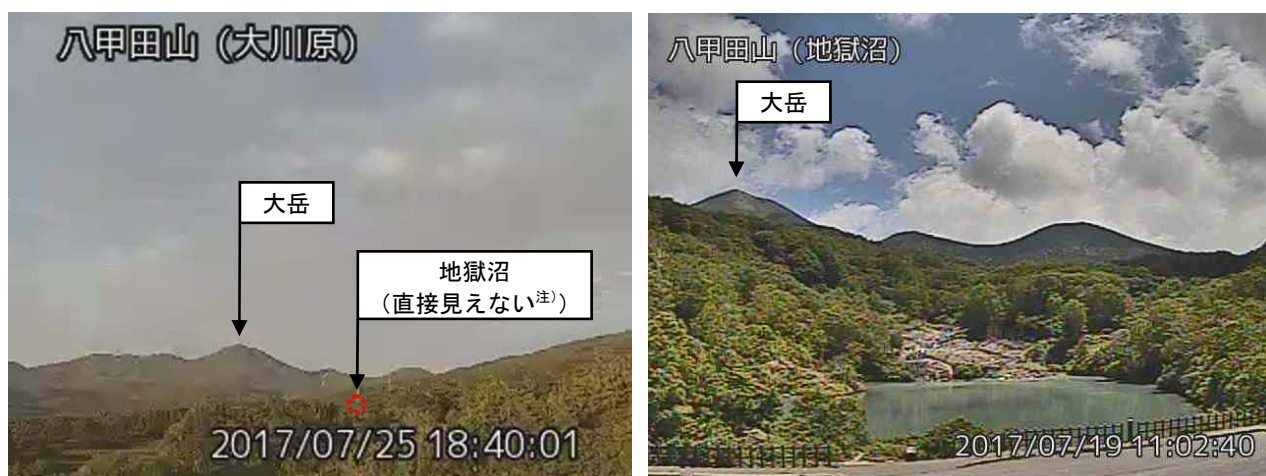 八甲田山（大川原）
大岳
地獄沼
（直接見えない注））
2017/07/25 18:40:01
八甲田山（地獄沼）
大岳
2017/07/19 11:02:40